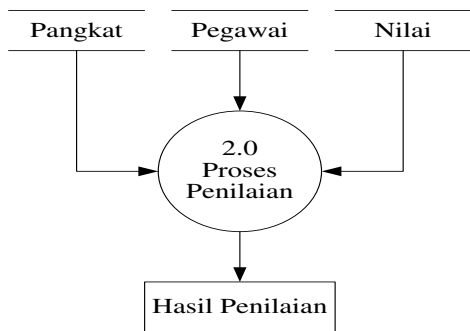 Pangkat
Pegawai
Nilai
2.0
Proses
Penilaian
Hasil Penilaian